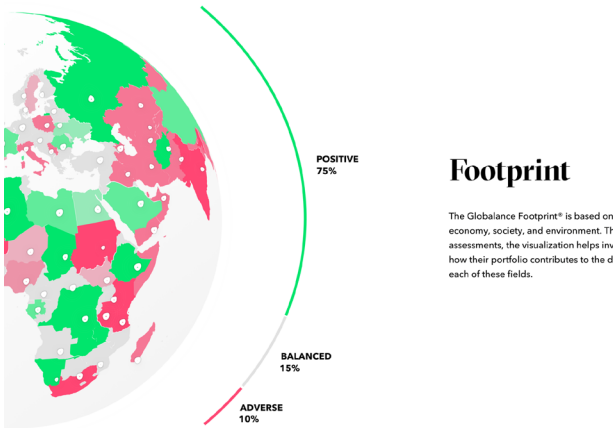 POSITIVE
75%
BALANCED
15%
ADVERSE
10%
Footprint
The Globalance Footprint® is based on
economy, society, and environment. Th
assessments, the visualization helps inv
how their portfolio contributes to the d
each of these fields.